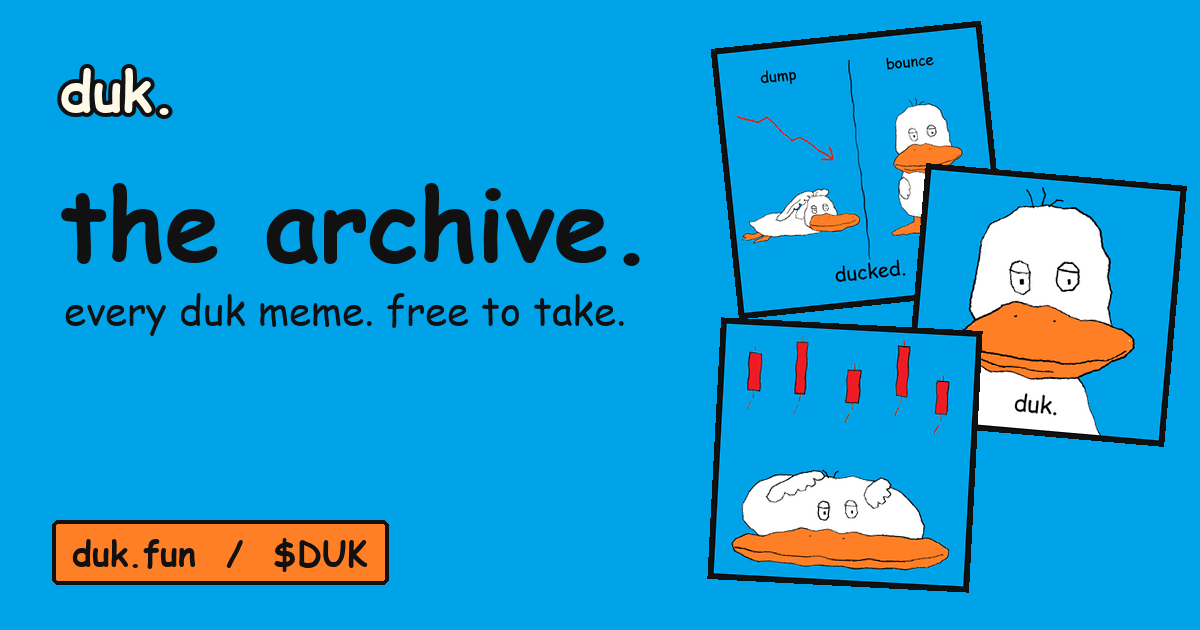 duk.
the archive.
every duk meme. free to take.
duk.fun / $DUK
dump
bounce
ducked.
duk.